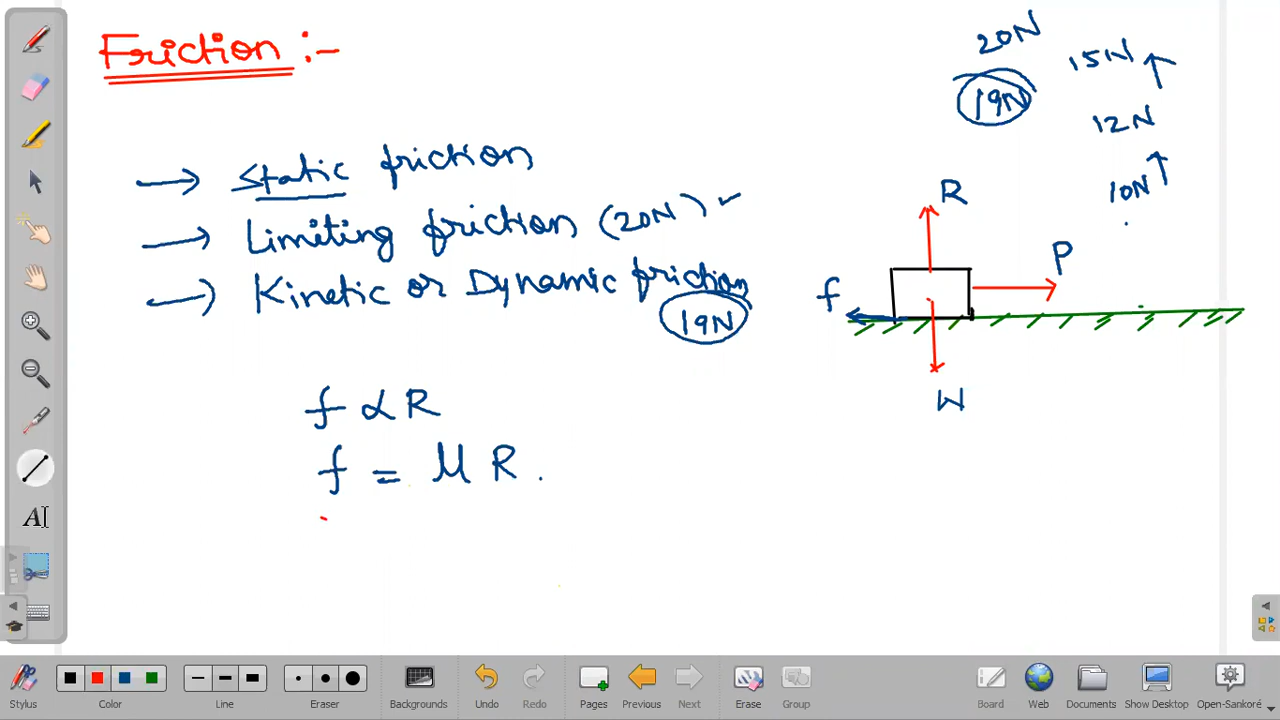 Friction :-
→ Static friction
→ Limiting friction (20N) ✓
→ Kinetic or Dynamic friction
19N
f ∝ R
f = μ R .
20N
19N
15N ↑
12N
10N ↑
R
P
f
W
AI
Stylus
Color
Line
Eraser
Backgrounds
Undo
Redo
Pages
Previous
Next
Erase
Group
Board
Web
Documents
Show Desktop
Open-Sankoré